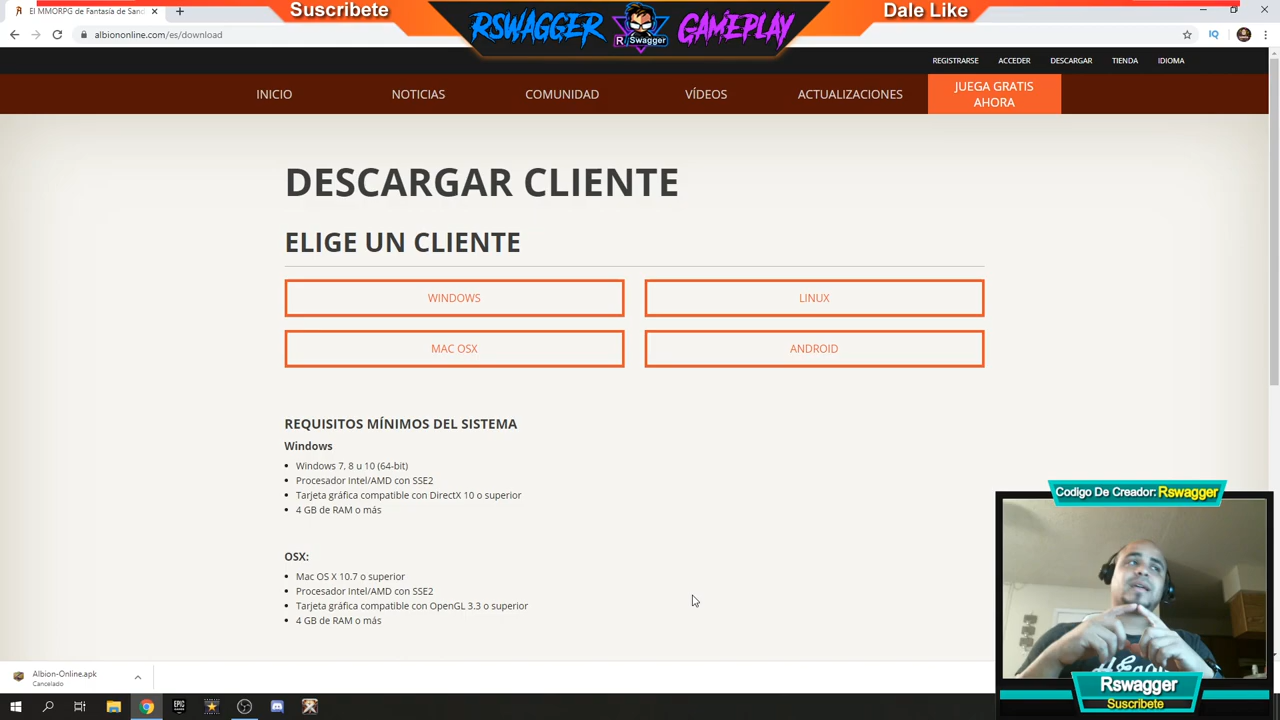 El MMORPG de Fantasía de Sand
Suscribete
RSWAGGER
R Swagger
GAMEPLAY
Dale Like
albiononline.com/es/download
IQ
REGISTRARSE
ACCEDER
DESCARGAR
TIENDA
IDIOMA
INICIO
NOTICIAS
COMUNIDAD
VÍDEOS
ACTUALIZACIONES
JUEGA GRATIS
AHORA
DESCARGAR CLIENTE
ELIGE UN CLIENTE
WINDOWS
LINUX
MAC OSX
ANDROID
REQUISITOS MÍNIMOS DEL SISTEMA
Windows
Windows 7, 8 u 10 (64-bit)
Procesador Intel/AMD con SSE2
Tarjeta gráfica compatible con DirectX 10 o superior
4 GB de RAM o más
OSX:
Mac OS X 10.7 o superior
Procesador Intel/AMD con SSE2
Tarjeta gráfica compatible con OpenGL 3.3 o superior
4 GB de RAM o más
Codigo De Creador: Rswagger
Rswagger
Suscribete
Albion-Online.apk
Cancelado
EPIC